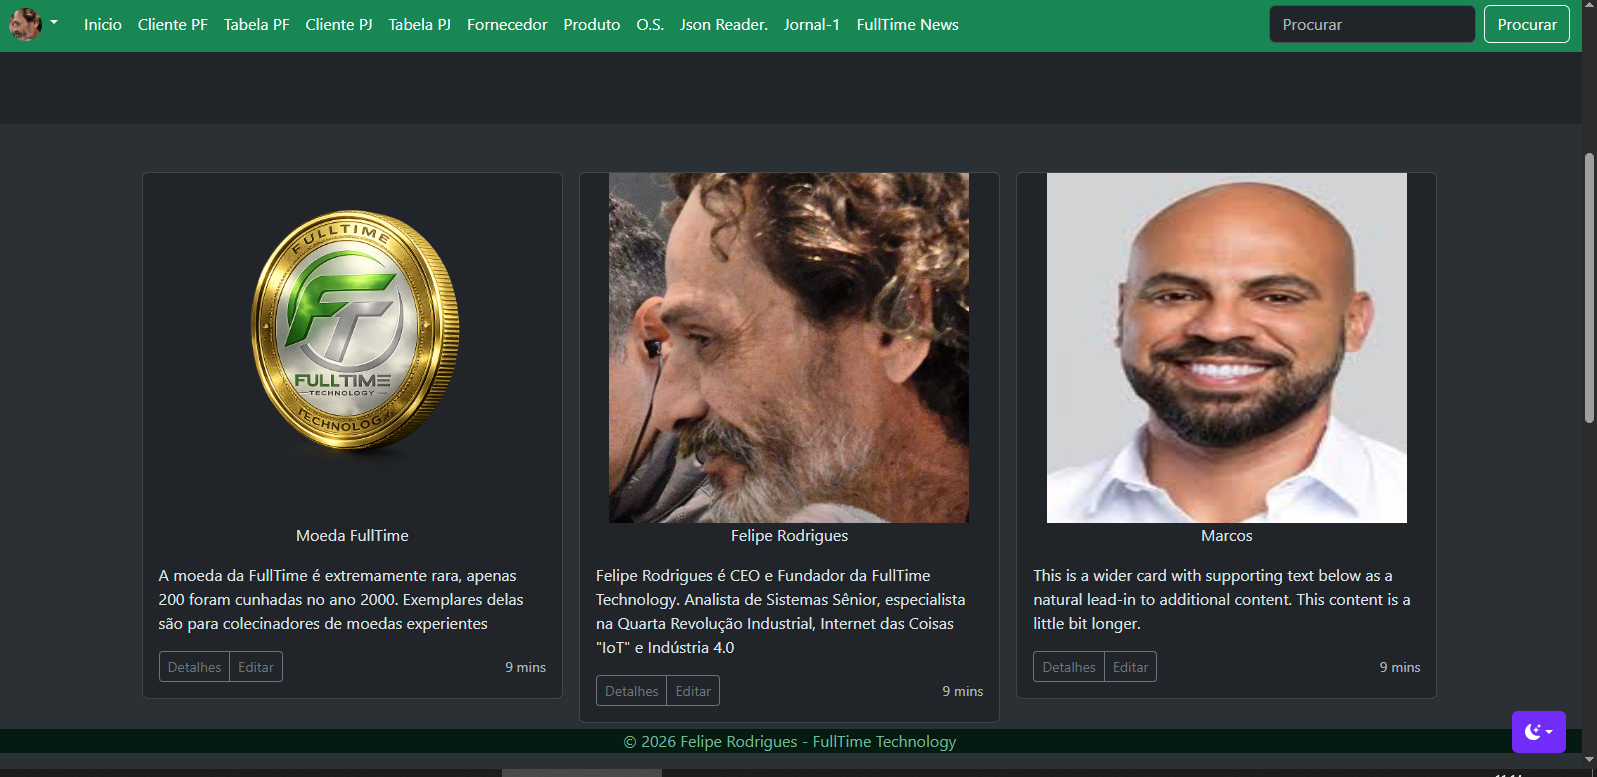 Inicio Cliente PF Tabela PF Cliente PJ Tabela PJ Fornecedor Produto O.S. Json Reader. Jornal-1 FullTime News Procurar Procurar
FULLTIME
FT
FULLTIME
TECHNOLOGY
TECHNOLOGY
Moeda FullTime
A moeda da FullTime é extremamente rara, apenas
200 foram cunhadas no ano 2000. Exemplares delas
são para colecinadores de moedas experientes
Detalhes Editar 9 mins
Felipe Rodrigues
Felipe Rodrigues é CEO e Fundador da FullTime
Technology. Analista de Sistemas Sênior, especialista
na Quarta Revolução Industrial, Internet das Coisas
"IoT" e Indústria 4.0
Detalhes Editar 9 mins
Marcos
This is a wider card with supporting text below as a
natural lead-in to additional content. This content is a
little bit longer.
Detalhes Editar 9 mins
© 2026 Felipe Rodrigues - FullTime Technology